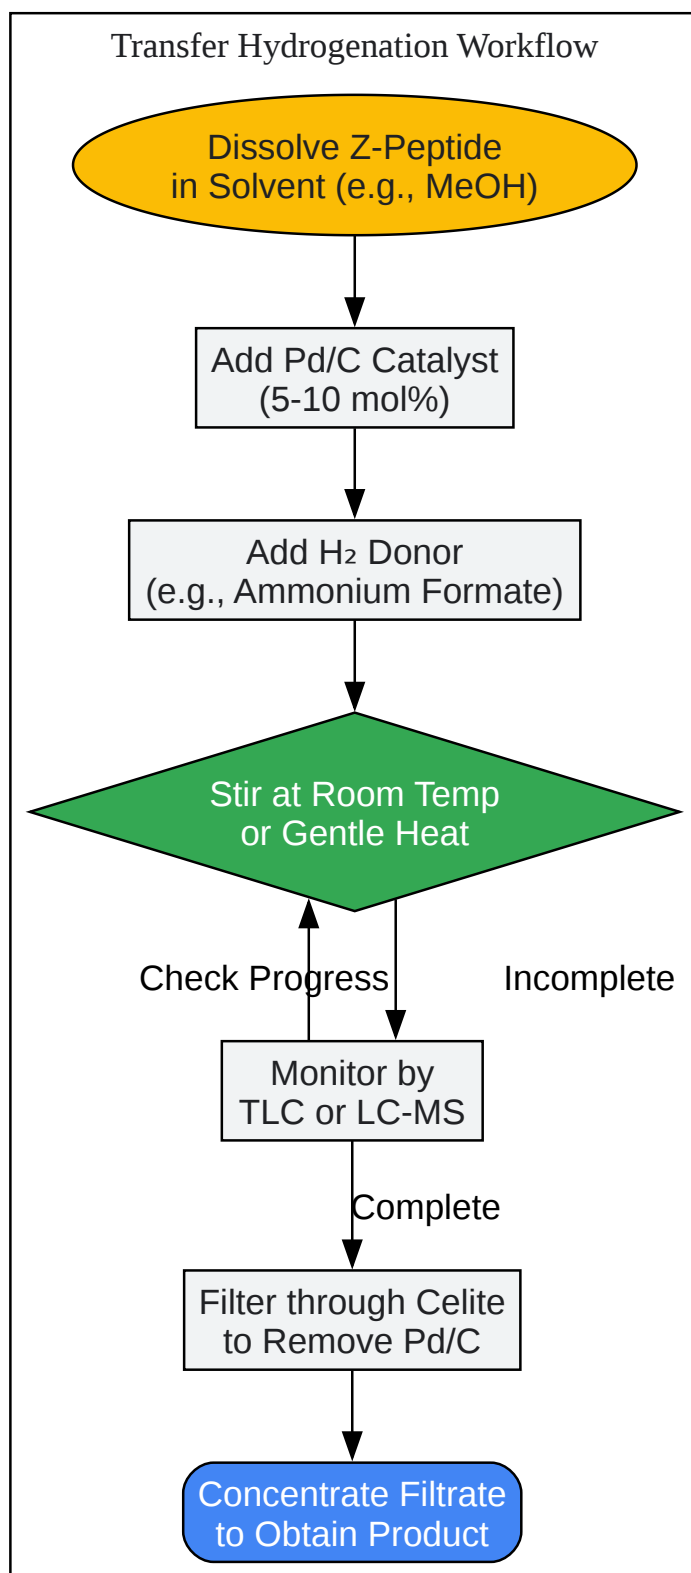 Transfer Hydrogenation Workflow
Dissolve Z-Peptide
in Solvent (e.g., MeOH)
Add Pd/C Catalyst
(5-10 mol%)
Add H₂ Donor
(e.g., Ammonium Formate)
Stir at Room Temp
or Gentle Heat
Check Progress
Incomplete
Monitor by
TLC or LC-MS
Complete
Filter through Celite
to Remove Pd/C
Concentrate Filtrate
to Obtain Product